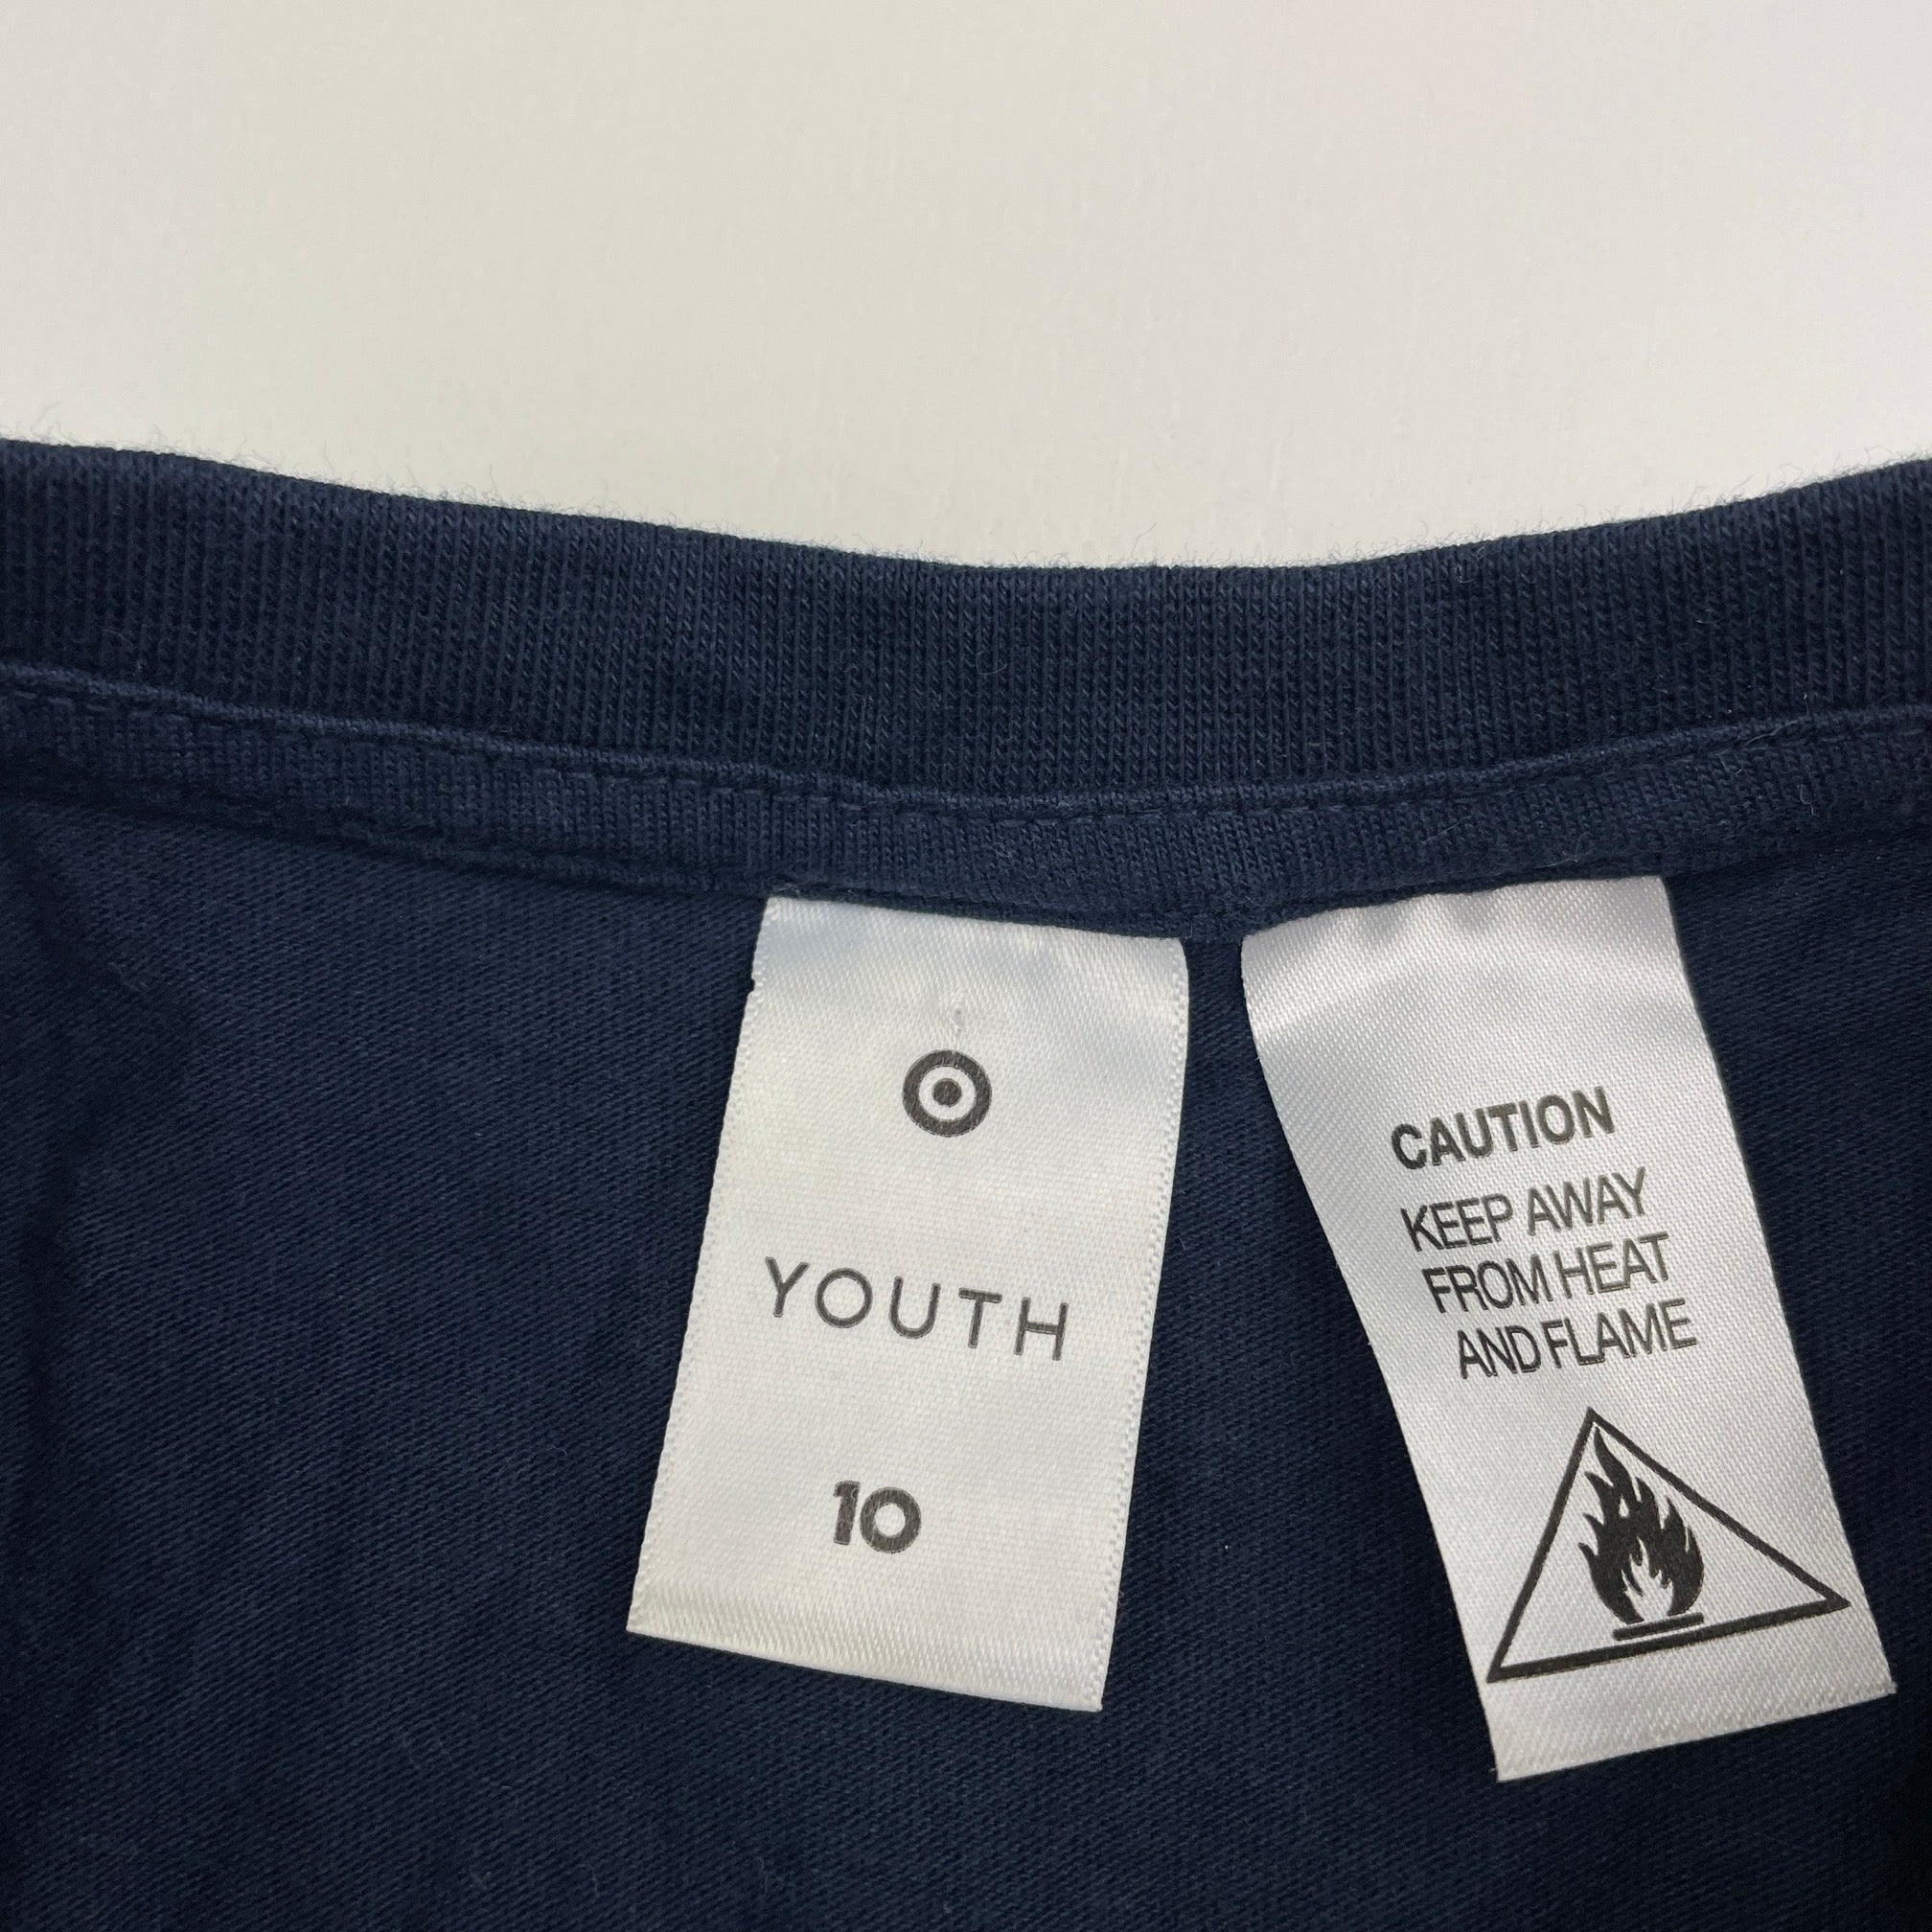 YOUTH
10
CAUTION
KEEP AWAY
FROM HEAT
AND FLAME